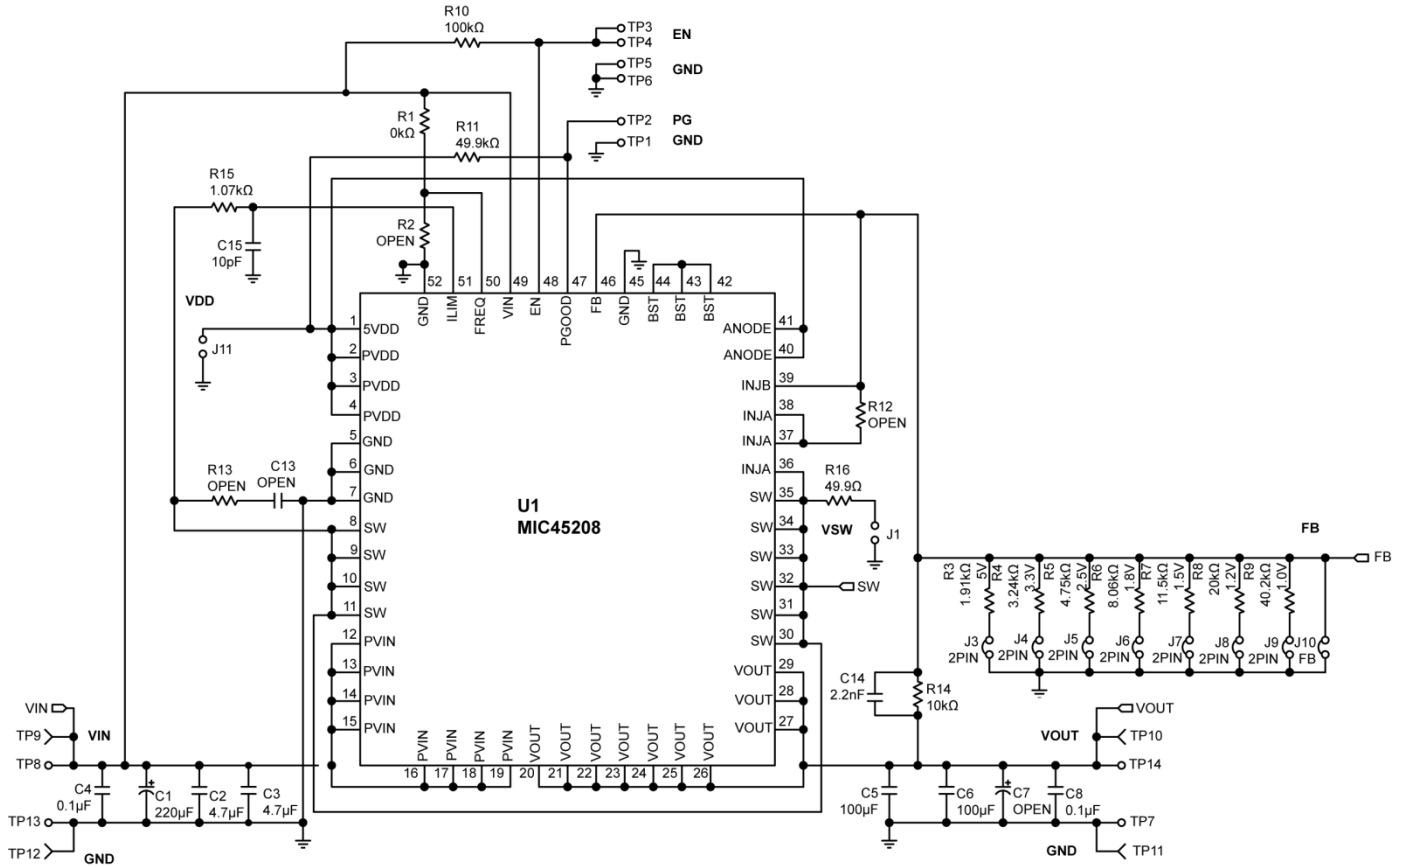 R10
100kΩ
TP3
TP4
EN
TP5
TP6
GND
R1
0kΩ
R11
49.9kΩ
TP2
PG
TP1
GND
R15
1.07kΩ
C15
10pF
R2
OPEN
VDD
J11
52
51
50
49
48
47
46
45
44
43
42
GND
ILIM
FREQ
VIN
EN
PGOOD
FB
GND
BST
BST
BST
1
5VDD
2
PVDD
3
PVDD
4
PVDD
5
GND
6
GND
7
GND
8
SW
9
SW
10
SW
11
SW
12
PVIN
13
PVIN
14
PVIN
15
PVIN
R13
OPEN
C13
OPEN
U1
MIC45208
ANODE
41
ANODE
40
INJB
39
INJA
38
INJA
37
INJA
36
SW
35
SW
34
SW
33
SW
32
SW
31
SW
30
VOUT
29
VOUT
28
VOUT
27
R12
OPEN
R16
49.9Ω
VSW
J1
SW
FB
FB
R3
1.91kΩ
5V
R4
3.24kΩ
3.3V
R5
4.75kΩ
2.5V
R6
8.06kΩ
1.8V
R7
11.5kΩ
1.5V
R8
20kΩ
1.2V
R9
40.2kΩ
1.0V
J3
2PIN
J4
2PIN
J5
2PIN
J6
2PIN
J7
2PIN
J8
2PIN
J9
2PIN
J10
FB
C14
2.2nF
R14
10kΩ
PVIN
PVIN
PVIN
PVIN
VOUT
VOUT
VOUT
VOUT
VOUT
VOUT
VOUT
16
17
18
19
20
21
22
23
24
25
26
VIN
TP9
VIN
TP8
C4
0.1µF
C1
220µF
C2
4.7µF
C3
4.7µF
TP13
TP12
GND
VOUT
VOUT
TP10
TP14
C5
100µF
C6
100µF
C7
OPEN
C8
0.1µF
TP7
GND
TP11